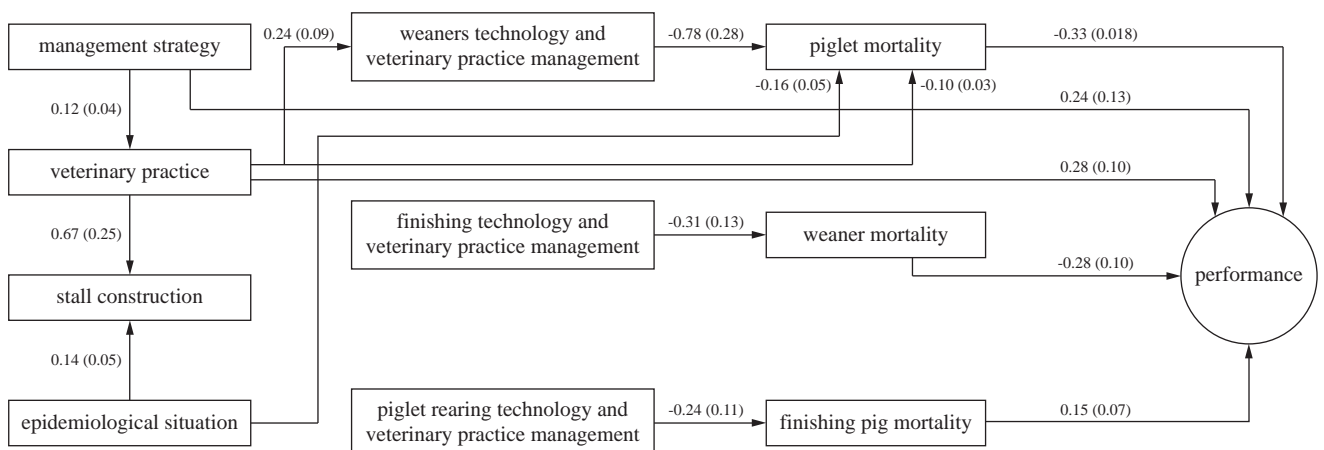 management strategy
0.24 (0.09)
weaners technology and
veterinary practice management
-0.78 (0.28)
piglet mortality
-0.33 (0.018)
-0.16 (0.05)
-0.10 (0.03)
0.12 (0.04)
0.24 (0.13)
veterinary practice
0.28 (0.10)
0.67 (0.25)
finishing technology and
veterinary practice management
-0.31 (0.13)
weaner mortality
-0.28 (0.10)
performance
stall construction
0.14 (0.05)
epidemiological situation
piglet rearing technology and
veterinary practice management
-0.24 (0.11)
finishing pig mortality
0.15 (0.07)